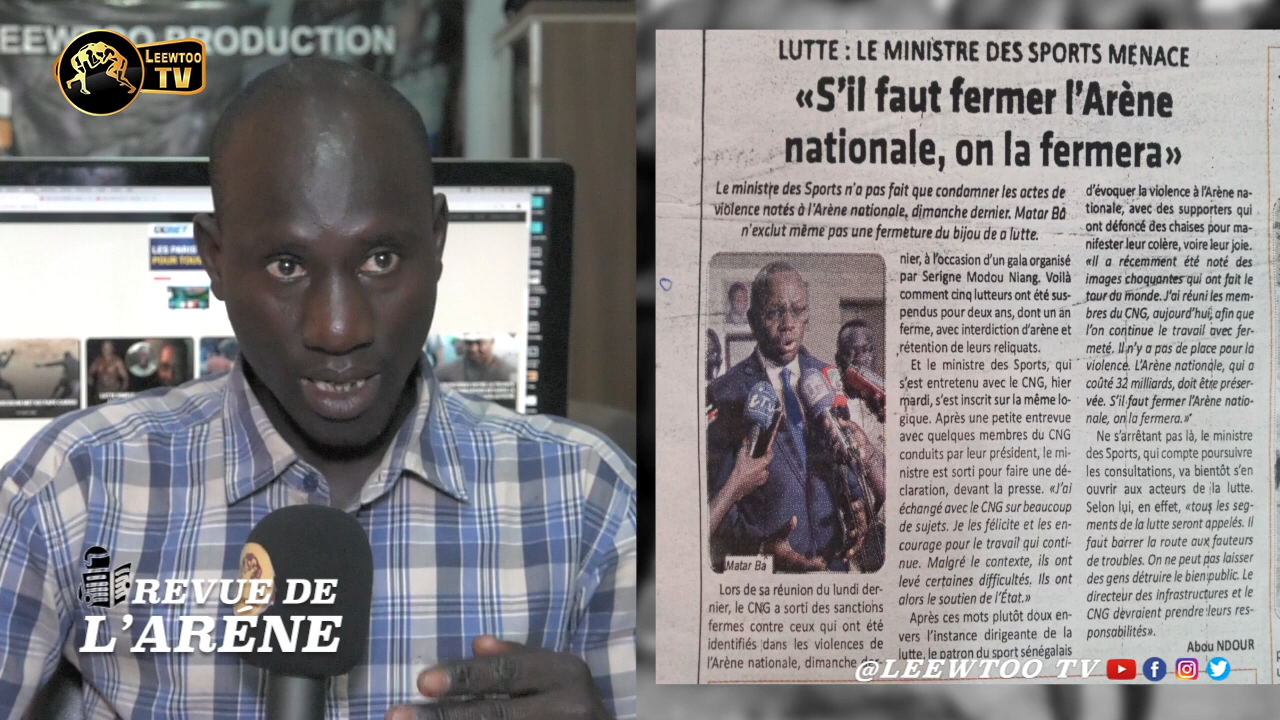 LEEWTOO PRODUCTION
LEEWTOO
TV
LES PARIS
POUR TOUS
REVUE DE
L'ARÉNE
LUTTE : LE MINISTRE DES SPORTS MENACE
«S'il faut fermer l'Arène
nationale, on la fermera»
Le ministre des Sports n'a pas fait que condamner les actes de
violence notés à l'Arène nationale, dimanche dernier. Matar Bâ
n'exclut même pas une fermeture du bijou de a lutte.
Matar Ba
Lors de sa réunion du lundi der-
nier, le CNG a sorti des sanctions
fermes contre ceux qui ont été
identifiés dans les violences de
l'Arène nationale, dimanche
nier, à l'occasion d'un gala organisé
par Serigne Modou Niang. Voilà
comment cinq lutteurs ont été sus-
pendus pour deux ans, dont un an
ferme, avec interdiction d'arène et
rétention de leurs reliquats.
Et le ministre des Sports, qui
s'est entretenu avec le CNG, hier
mardi, s'est inscrit sur la même lo-
gique. Après une petite entrevue
avec quelques membres du CNG
conduits par leur président, le mi-
nistre est sorti pour faire une dé-
claration, devant la presse. «J'ai
échangé avec le CNG sur beaucoup
de sujets. Je les félicite et les en-
courage pour le travail qui conti-
nue. Malgré le contexte, ils ont
levé certaines difficultés. Ils ont
alors le soutien de l'État.»
Après ces mots plutôt doux en-
vers l'instance dirigeante de la
lutte, le patron du sport sénégalais
d'évoquer la violence à l'Arène na-
tionale, avec des supporters qui
ont défoncé des chaises pour ma-
nifester leur colère, voire leur joie.
«Il a récemment été noté des
images choquantes qui ont fait le
tour du monde. J'ai réuni les mem-
bres du CNG, aujourd'hui, afin que
l'on continue le travail avec fer-
meté. Il n'y a pas de place pour la
violence. L'Arène nationale, qui a
coûté 32 milliards, doit être préser-
vée. S'il faut fermer l'Arène natio-
nale, on la fermera.»
Ne s'arrêtant pas là, le ministre
des Sports, qui compte poursuivre
les consultations, va bientôt s'en
ouvrir aux acteurs de la lutte.
Selon lui, en effet, «tous les seg-
ments de la lutte seront appelés. Il
faut barrer la route aux fauteurs
de troubles. On ne peut pas laisser
des gens détruire le bien public. Le
directeur des infrastructures et le
CNG devraient prendre leurs res-
ponsabilités».
Abou NDOUR
@LEEWTOO TV